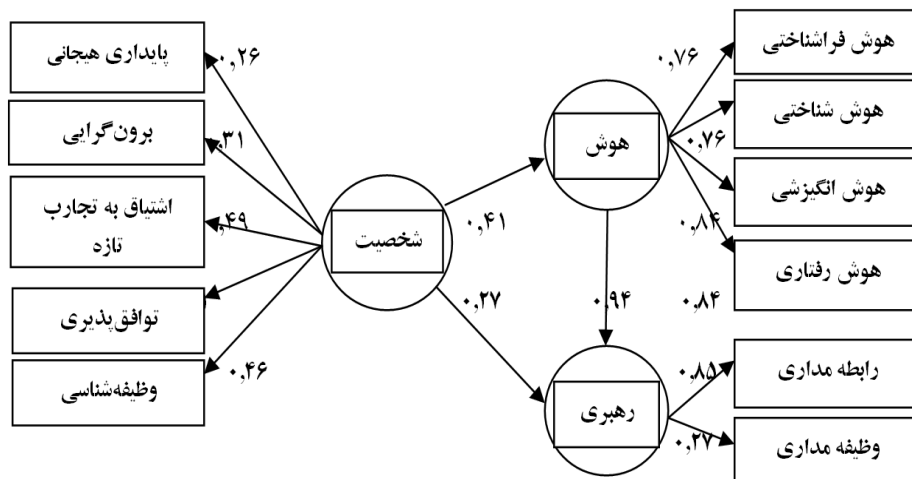 هوش فراشناختی
۰,۷۶
هوش شناختی
۰,۷۶
هوش انگیزشی
۰,۸۴
هوش رفتاری
۰,۸۴
هوش
پایداری هیجانی
۰,۲۶
برون‌گرایی
۰,۳۱
اشتیاق به تجارب
تازه
۰,۴۹
توافق‌پذیری
وظیفه‌شناسی
۰,۴۶
شخصیت
۰,۴۱
۰,۲۷
۰,۹۴
رهبری
رابطه مداری
۰,۸۵
وظیفه مداری
۰,۲۷